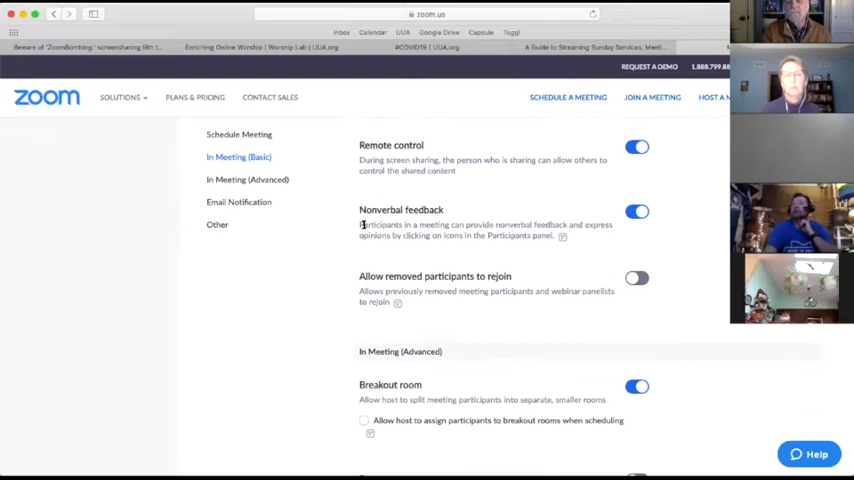 zoom.us
Inbox Calendar UUA Google Drive Capsule Toggl
Beware of 'ZoomBombing:' screensharing filth t... Enriching Online Worship | Worship Lab | UUA.org #COVID19 | UUA.org A Guide to Streaming Sunday Services, Meeti...
REQUEST A DEMO 1.888.799.
zoom SOLUTIONS PLANS & PRICING CONTACT SALES SCHEDULE A MEETING JOIN A MEETING HOST A
Schedule Meeting
In Meeting (Basic)
In Meeting (Advanced)
Email Notification
Other
Remote control
During screen sharing, the person who is sharing can allow others to
control the shared content
Nonverbal feedback
Participants in a meeting can provide nonverbal feedback and express
opinions by clicking on icons in the Participants panel.
Allow removed participants to rejoin
Allows previously removed meeting participants and webinar panelists
to rejoin
In Meeting (Advanced)
Breakout room
Allow host to split meeting participants into separate, smaller rooms
Allow host to assign participants to breakout rooms when scheduling
Help